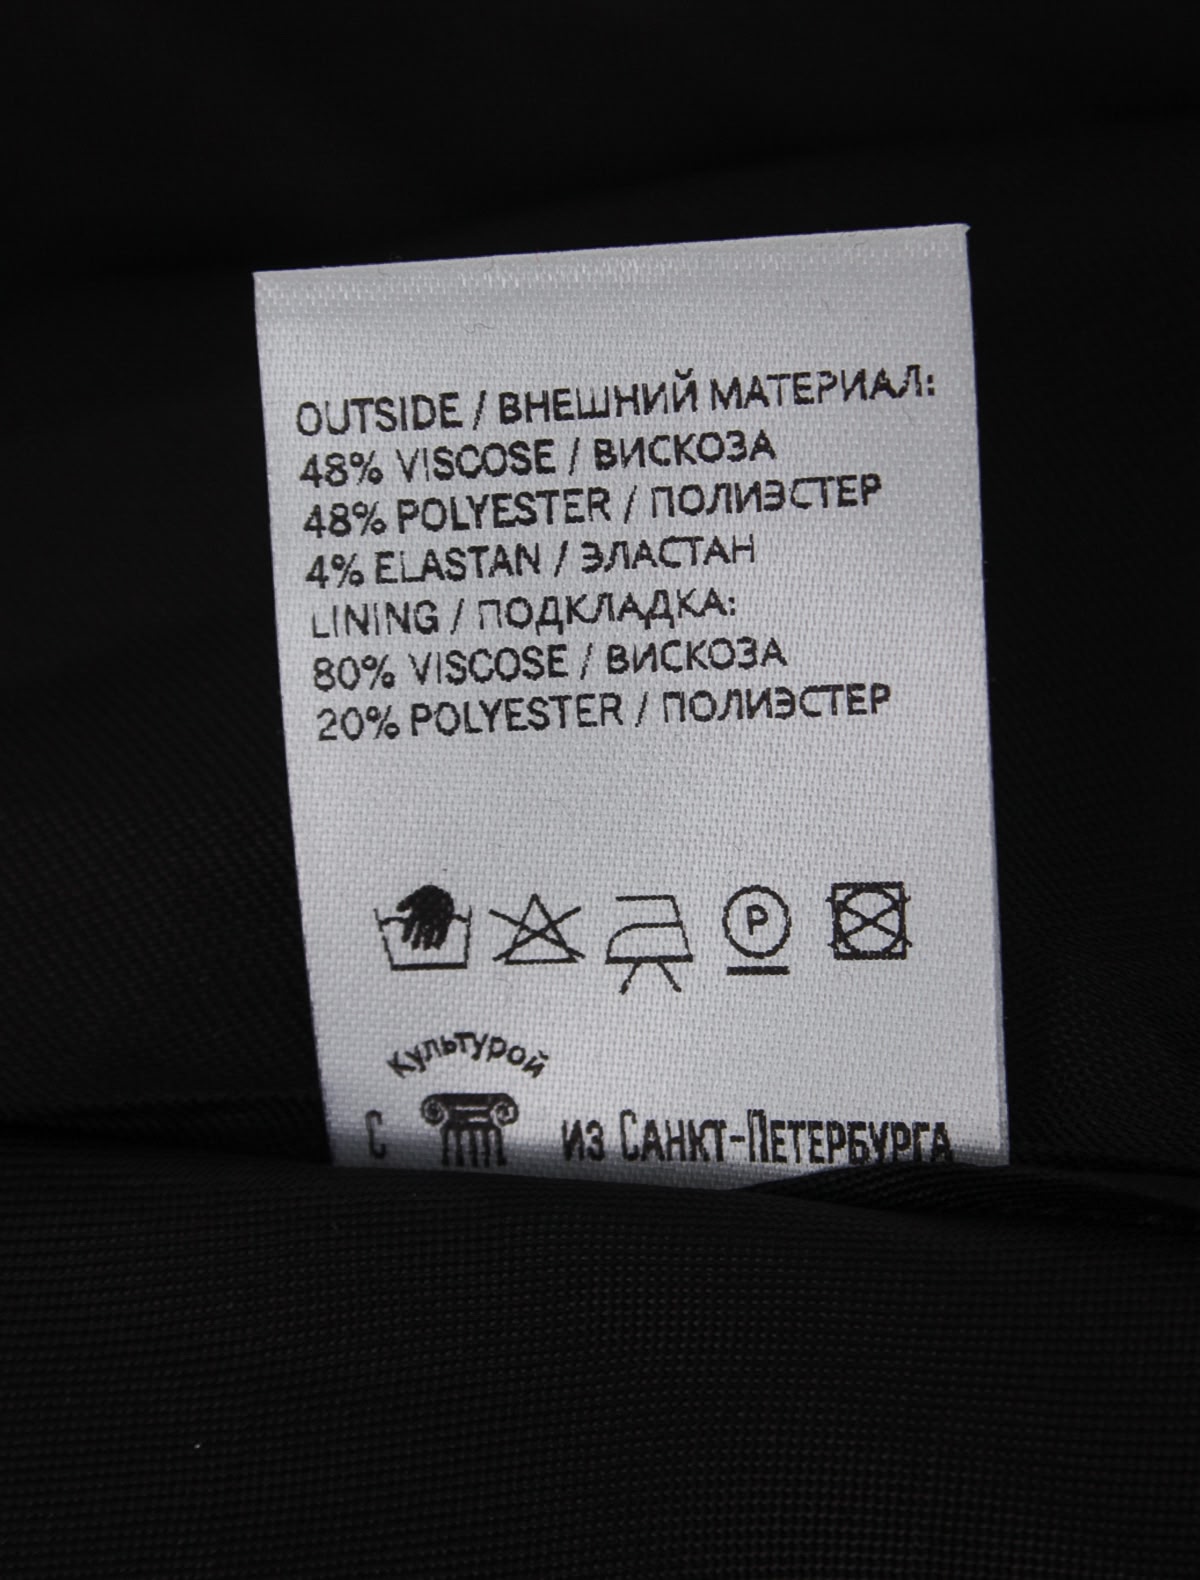 OUTSIDE / ВНЕШНИЙ МАТЕРИАЛ:
48% VISCOSE / ВИСКОЗА
48% POLYESTER / ПОЛИЭСТЕР
4% ELASTAN / ЭЛАСТАН
LINING / ПОДКЛАДКА:
80% VISCOSE / ВИСКОЗА
20% POLYESTER / ПОЛИЭСТЕР
P
Культурой
С ИЗ САНКТ-ПЕТЕРБУРГА